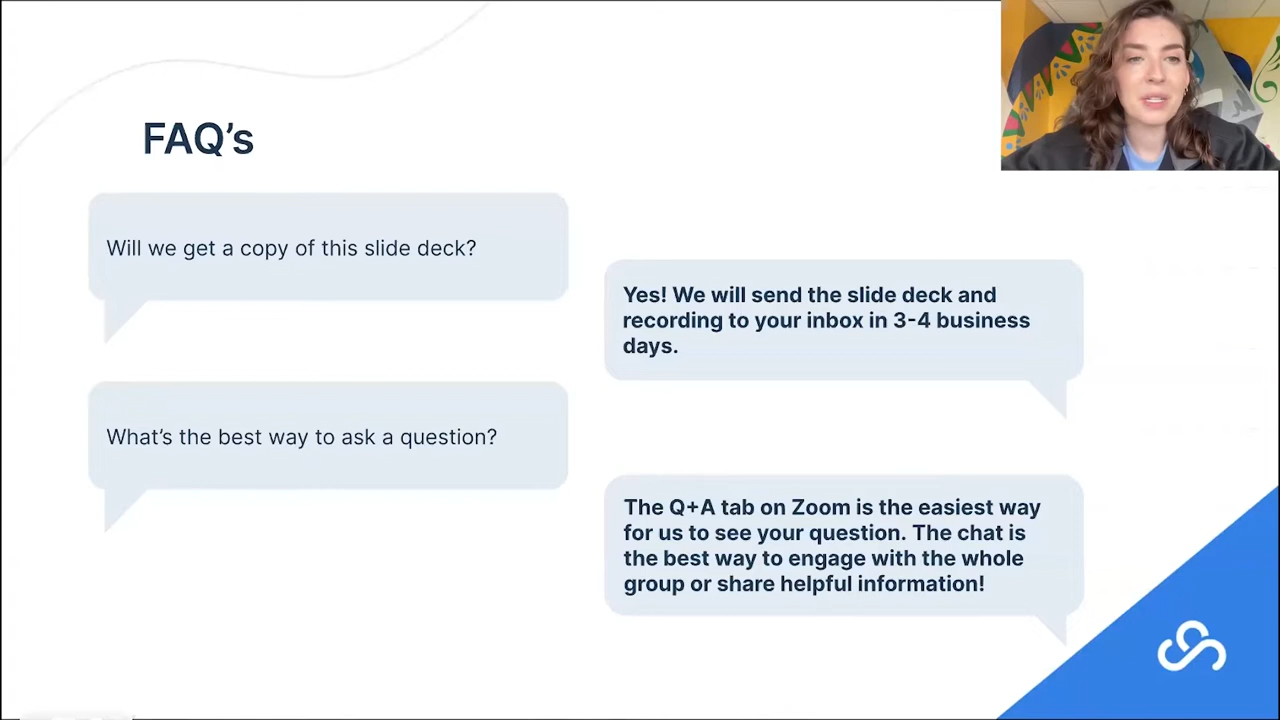 FAQ’s
Will we get a copy of this slide deck?
Yes! We will send the slide deck and
recording to your inbox in 3-4 business
days.
What’s the best way to ask a question?
The Q+A tab on Zoom is the easiest way
for us to see your question. The chat is
the best way to engage with the whole
group or share helpful information!